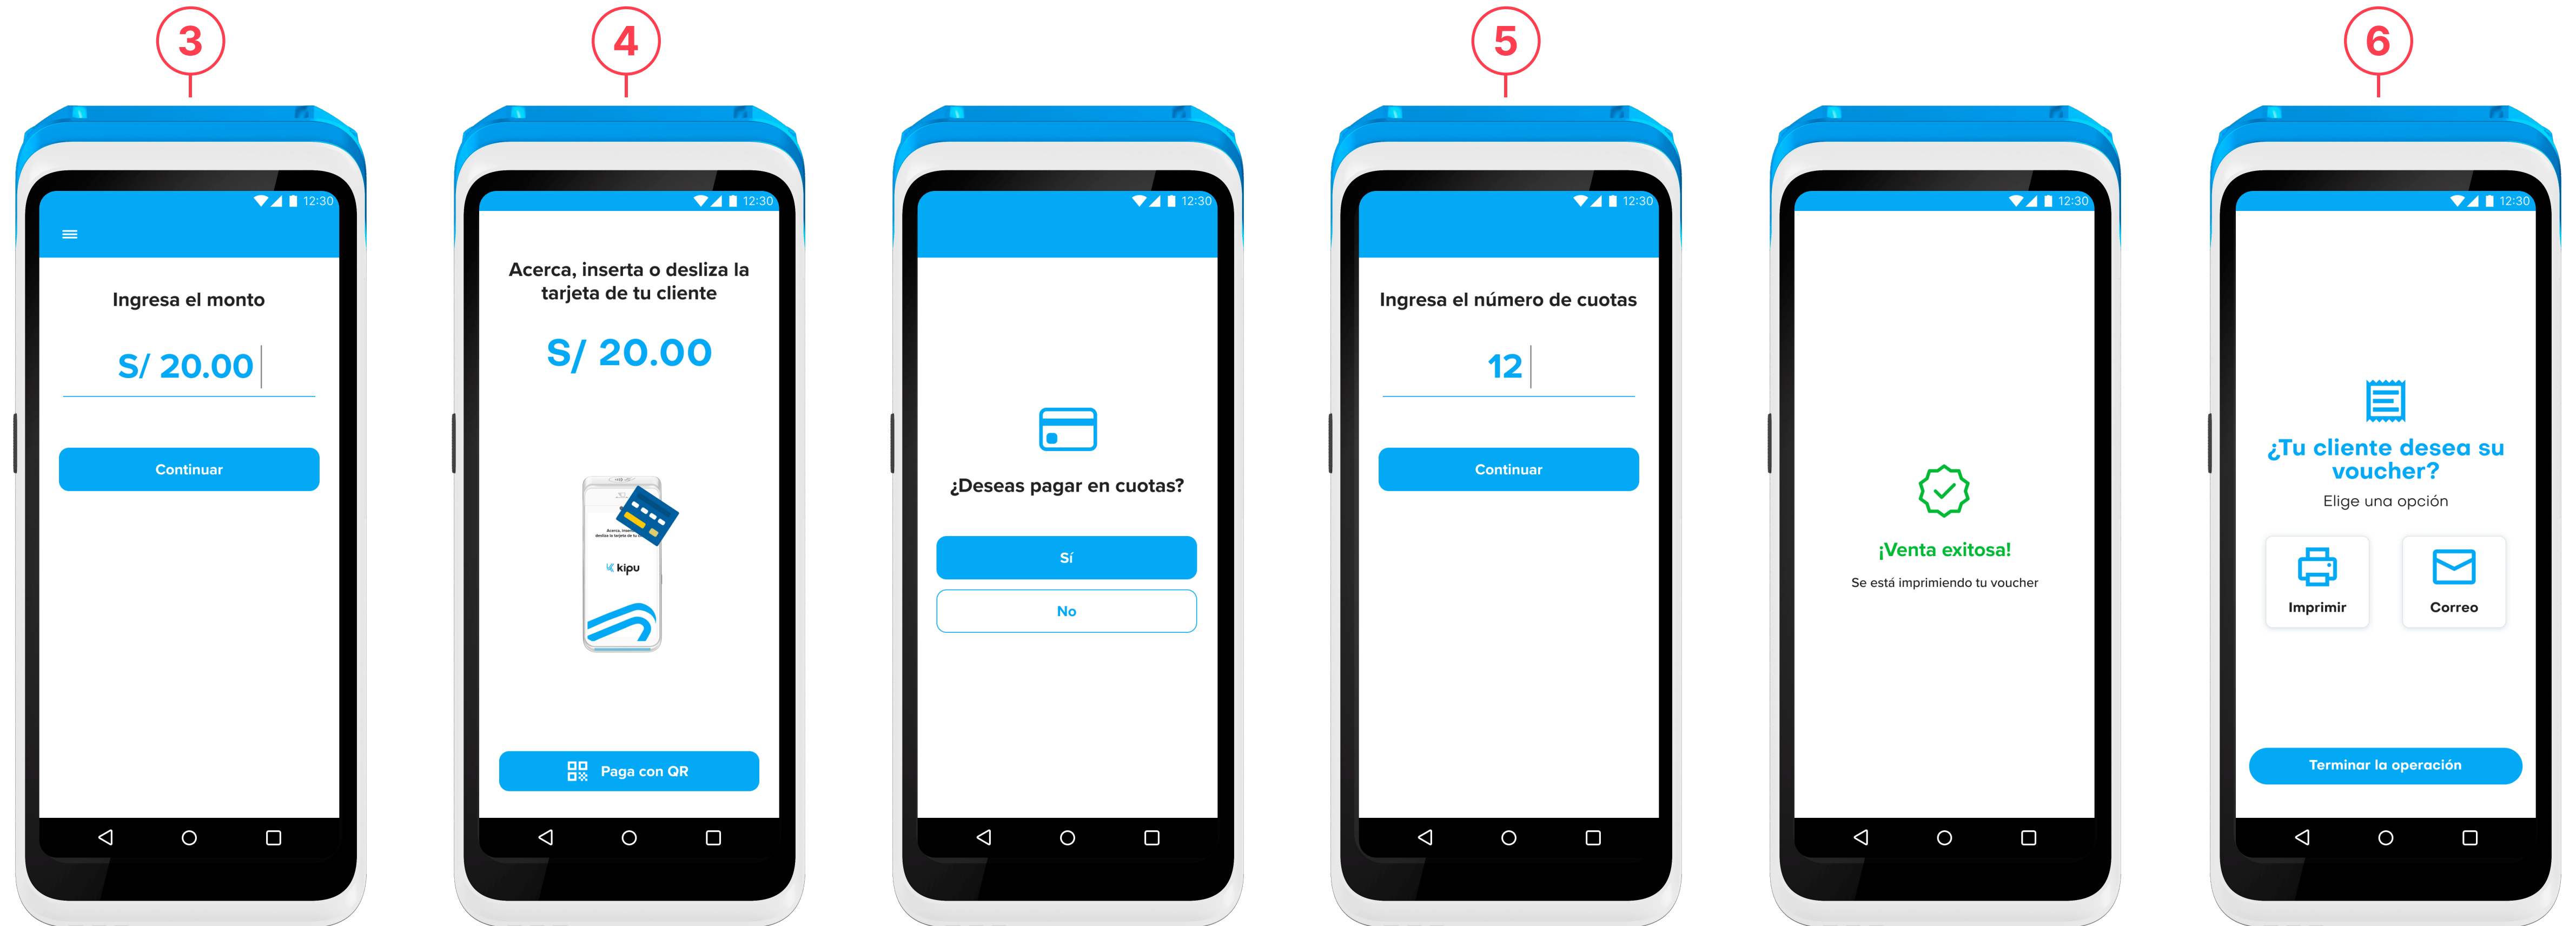 3
12:30
Ingresa el monto
S/ 20.00
Continuar
4
12:30
Acerca, inserta o desliza la
tarjeta de tu cliente
S/ 20.00
kipu
Paga con QR
12:30
¿Deseas pagar en cuotas?
Sí
No
5
12:30
Ingresa el número de cuotas
12
Continuar
12:30
¡Venta exitosa!
Se está imprimiendo tu voucher
6
12:30
¿Tu cliente desea su
voucher?
Elige una opción
Imprimir
Correo
Terminar la operación